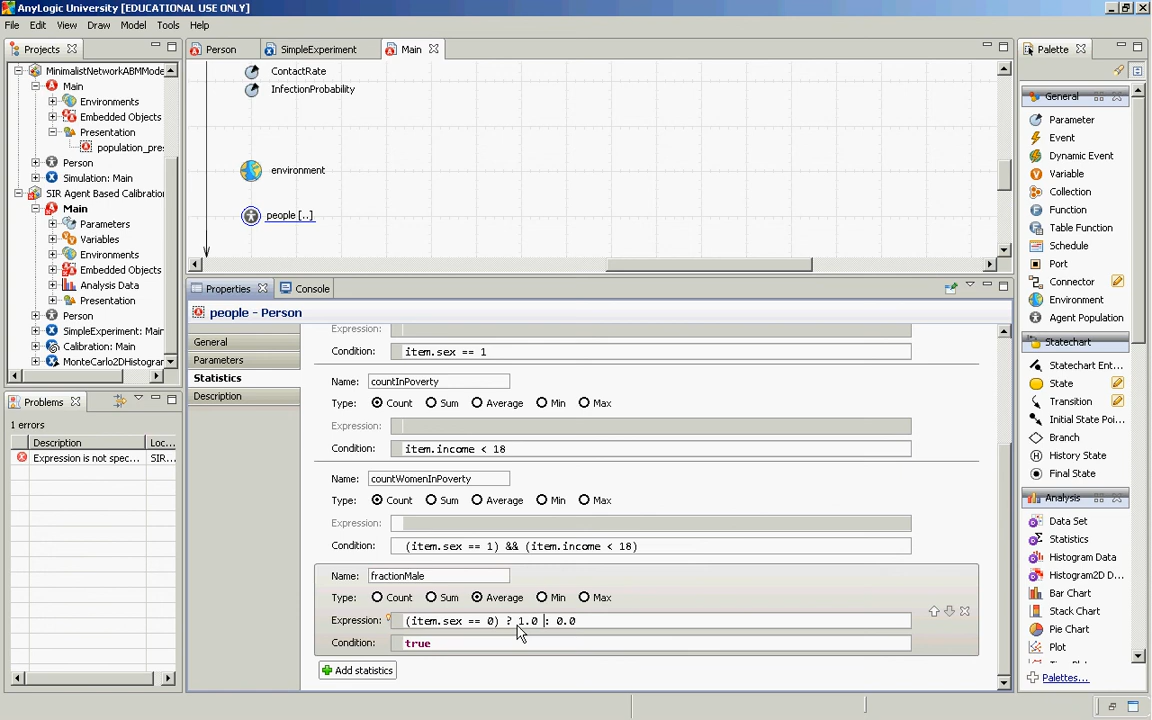 AnyLogic University [EDUCATIONAL USE ONLY]
File Edit View Draw Model Tools Help
Projects
MinimalistNetworkABMMode
Main
Environments
Embedded Objects
Presentation
population_pres
Person
Simulation: Main
SIR Agent Based Calibration
Main
Parameters
Variables
Environments
Embedded Objects
Analysis Data
Presentation
Person
SimpleExperiment: Main
Calibration: Main
MonteCarlo2DHistogram
Problems
1 errors
Description Loc...
Expression is not spec... SIR...
Person SimpleExperiment Main
ContactRate
InfectionProbability
environment
people [..]
Properties Console
people - Person
General
Parameters
Statistics
Description
Expression:
Condition: item.sex == 1
Name: countInPoverty
Type: Count Sum Average Min Max
Expression:
Condition: item.income < 18
Name: countWomenInPoverty
Type: Count Sum Average Min Max
Expression:
Condition: (item.sex == 1) && (item.income < 18)
Name: fractionMale
Type: Count Sum Average Min Max
Expression: (item.sex == 0) ? 1.0 : 0.0
Condition: true
Add statistics
Palette
General
Parameter
Event
Dynamic Event
Variable
Collection
Function
Table Function
Schedule
Port
Connector
Environment
Agent Population
Statechart
Statechart Ent...
State
Transition
Initial State Poi...
Branch
History State
Final State
Analysis
Data Set
Statistics
Histogram Data
Histogram2D D...
Bar Chart
Stack Chart
Pie Chart
Plot
Palettes...